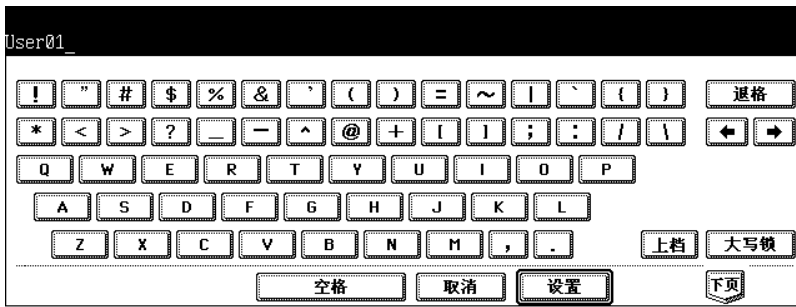 User01_
! " # $ % & ' ( ) = ~ | ` { } 退格
* < > ? _ - ^ @ + [ ] ; : / \ ← →
Q W E R T Y U I O P
A S D F G H J K L
Z X C V B N M , . 上档 大写锁
空格 取消 设置 下页